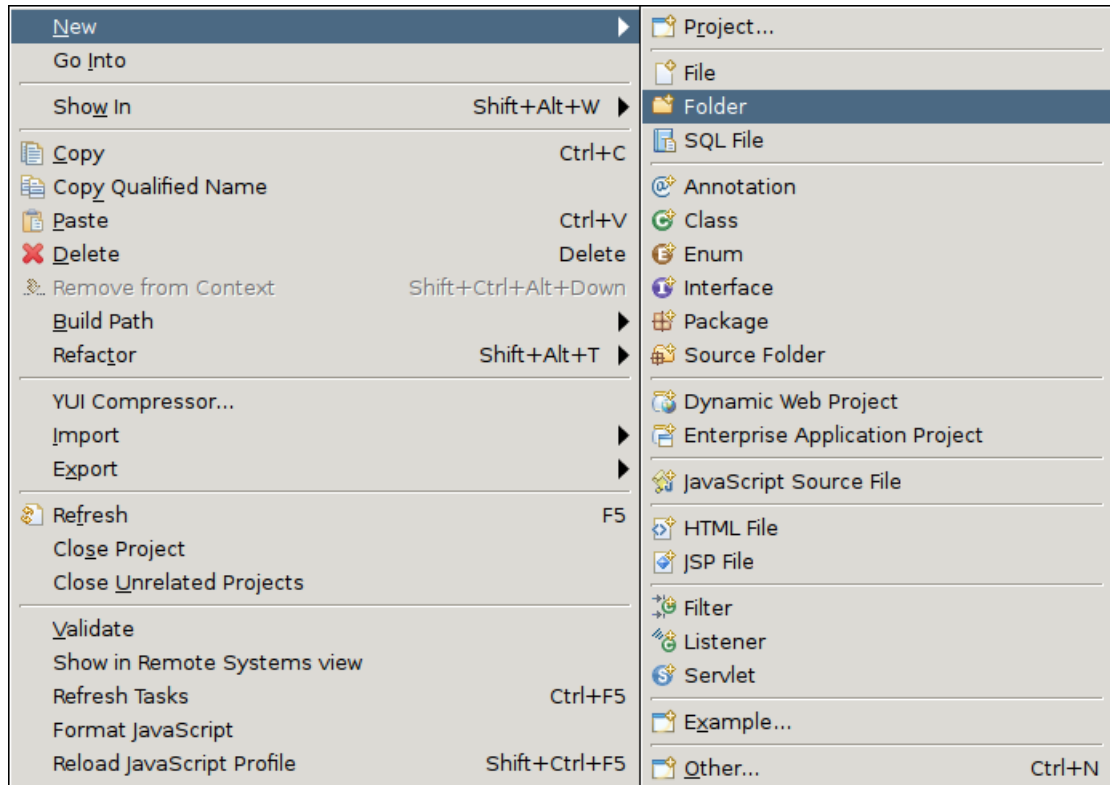 New
Go Into
Show In Shift+Alt+W
Copy Ctrl+C
Copy Qualified Name
Paste Ctrl+V
Delete Delete
Remove from Context Shift+Ctrl+Alt+Down
Build Path
Refactor Shift+Alt+T
YUI Compressor...
Import
Export
Refresh F5
Close Project
Close Unrelated Projects
Validate
Show in Remote Systems view
Refresh Tasks Ctrl+F5
Format JavaScript
Reload JavaScript Profile Shift+Ctrl+F5
Project...
File
Folder
SQL File
Annotation
Class
Enum
Interface
Package
Source Folder
Dynamic Web Project
Enterprise Application Project
JavaScript Source File
HTML File
JSP File
Filter
Listener
Servlet
Example...
Other... Ctrl+N